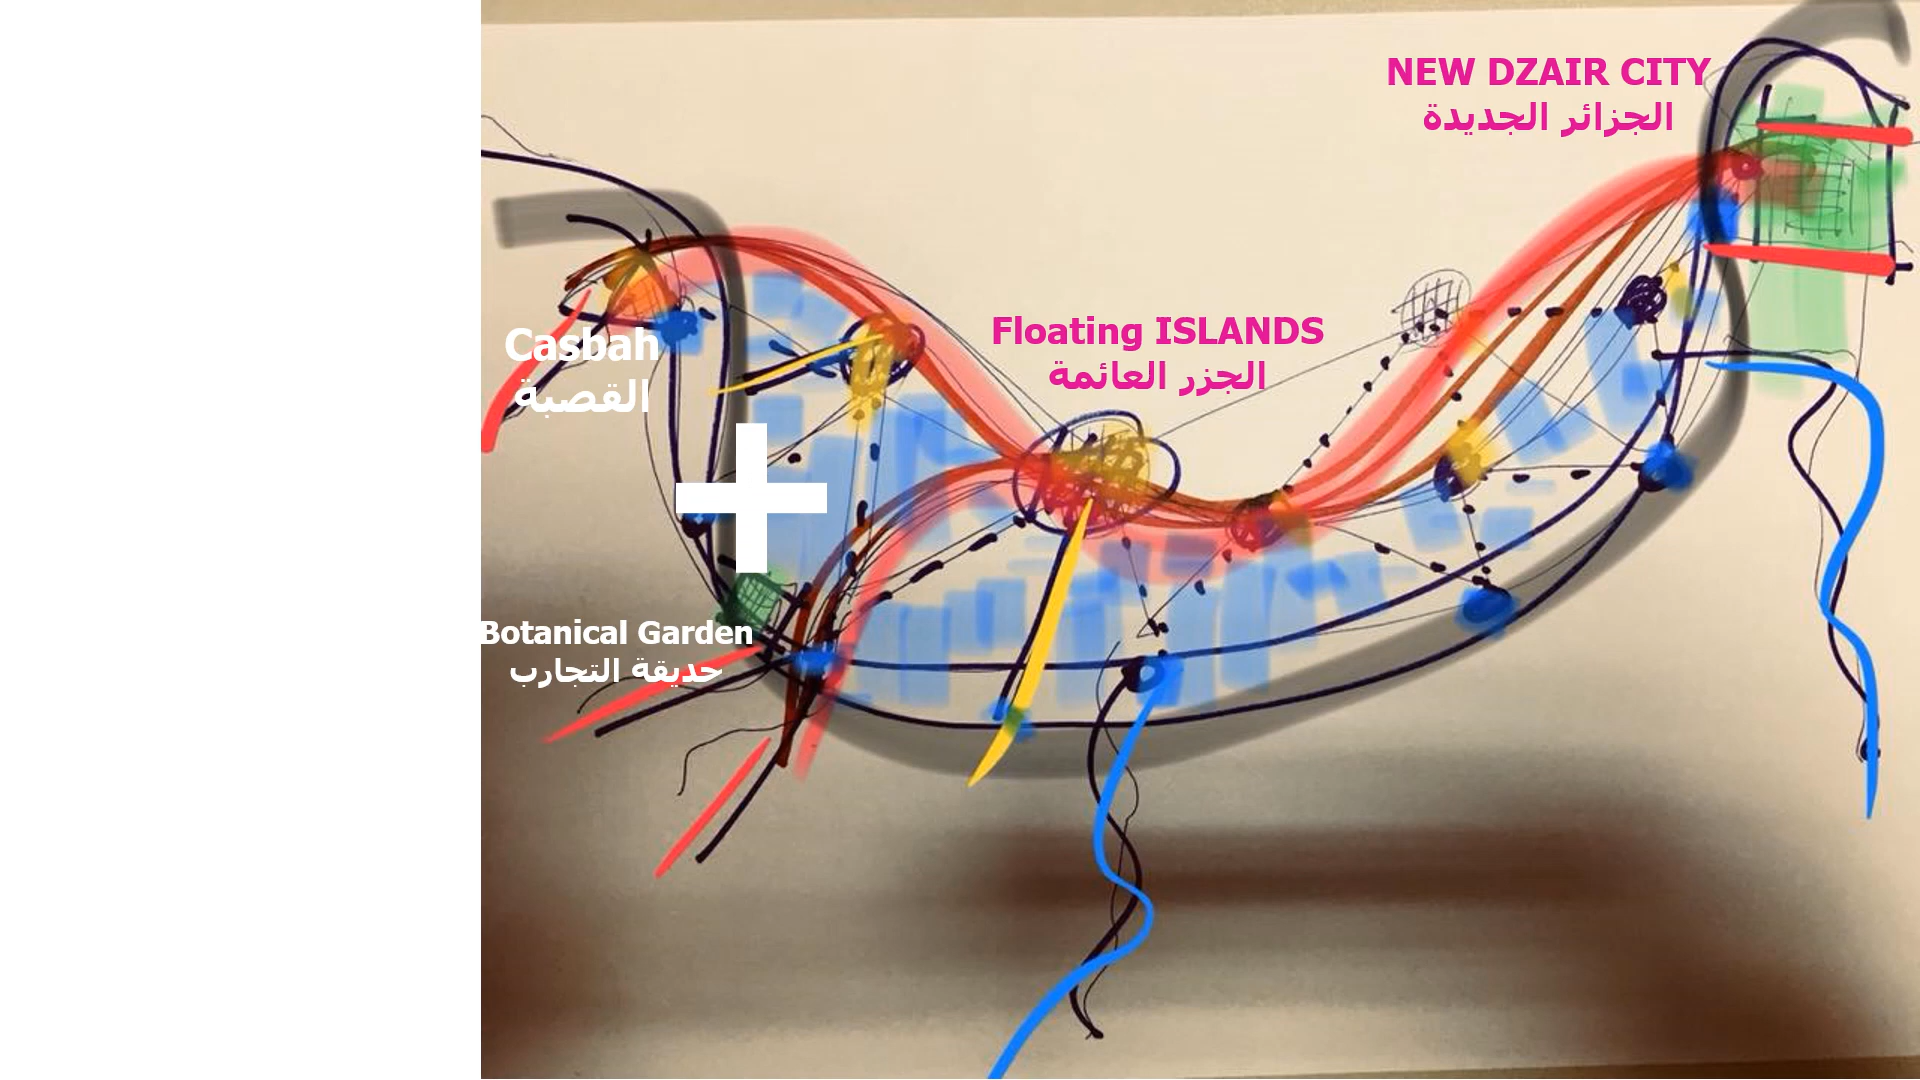 NEW DZAIR CITY
الجزائر الجديدة
Floating ISLANDS
الجزر العائمة
Casbah
القصبة
Botanical Garden
حديقة التجارب